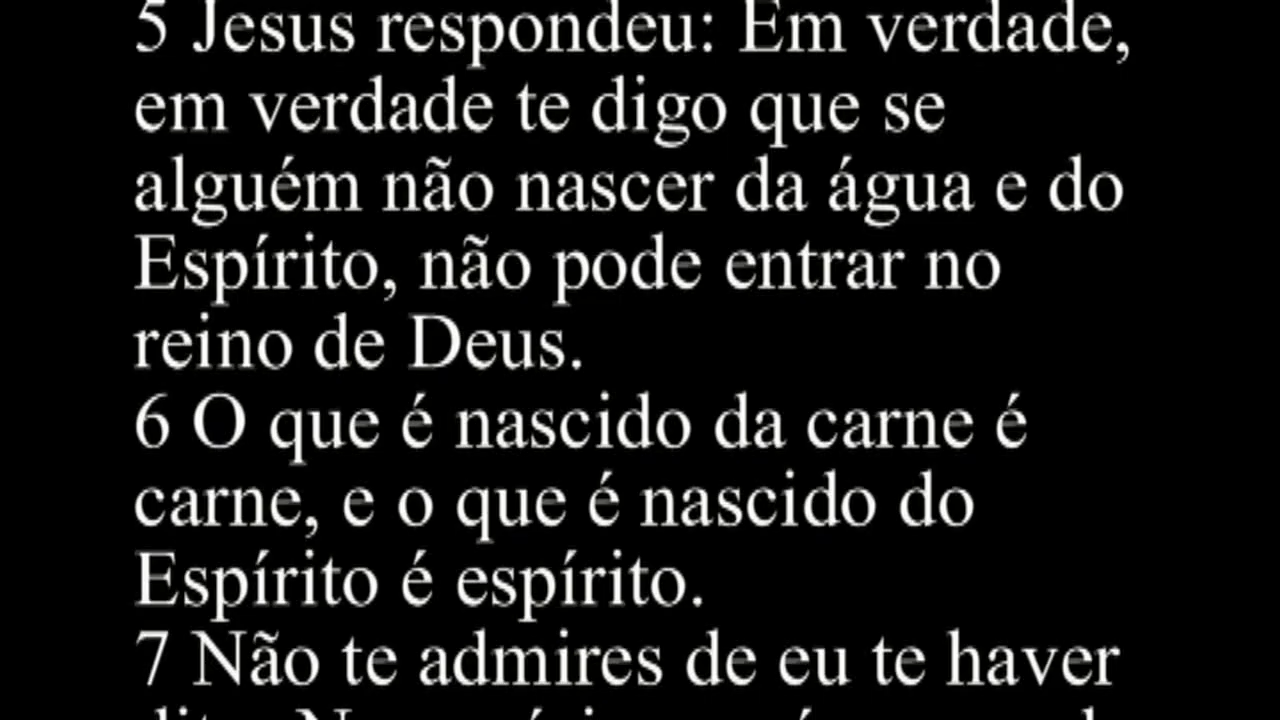 5 Jesus respondeu: Em verdade,
em verdade te digo que se
alguém não nascer da água e do
Espírito, não pode entrar no
reino de Deus.
6 O que é nascido da carne é
carne, e o que é nascido do
Espírito é espírito.
7 Não te admires de eu te haver